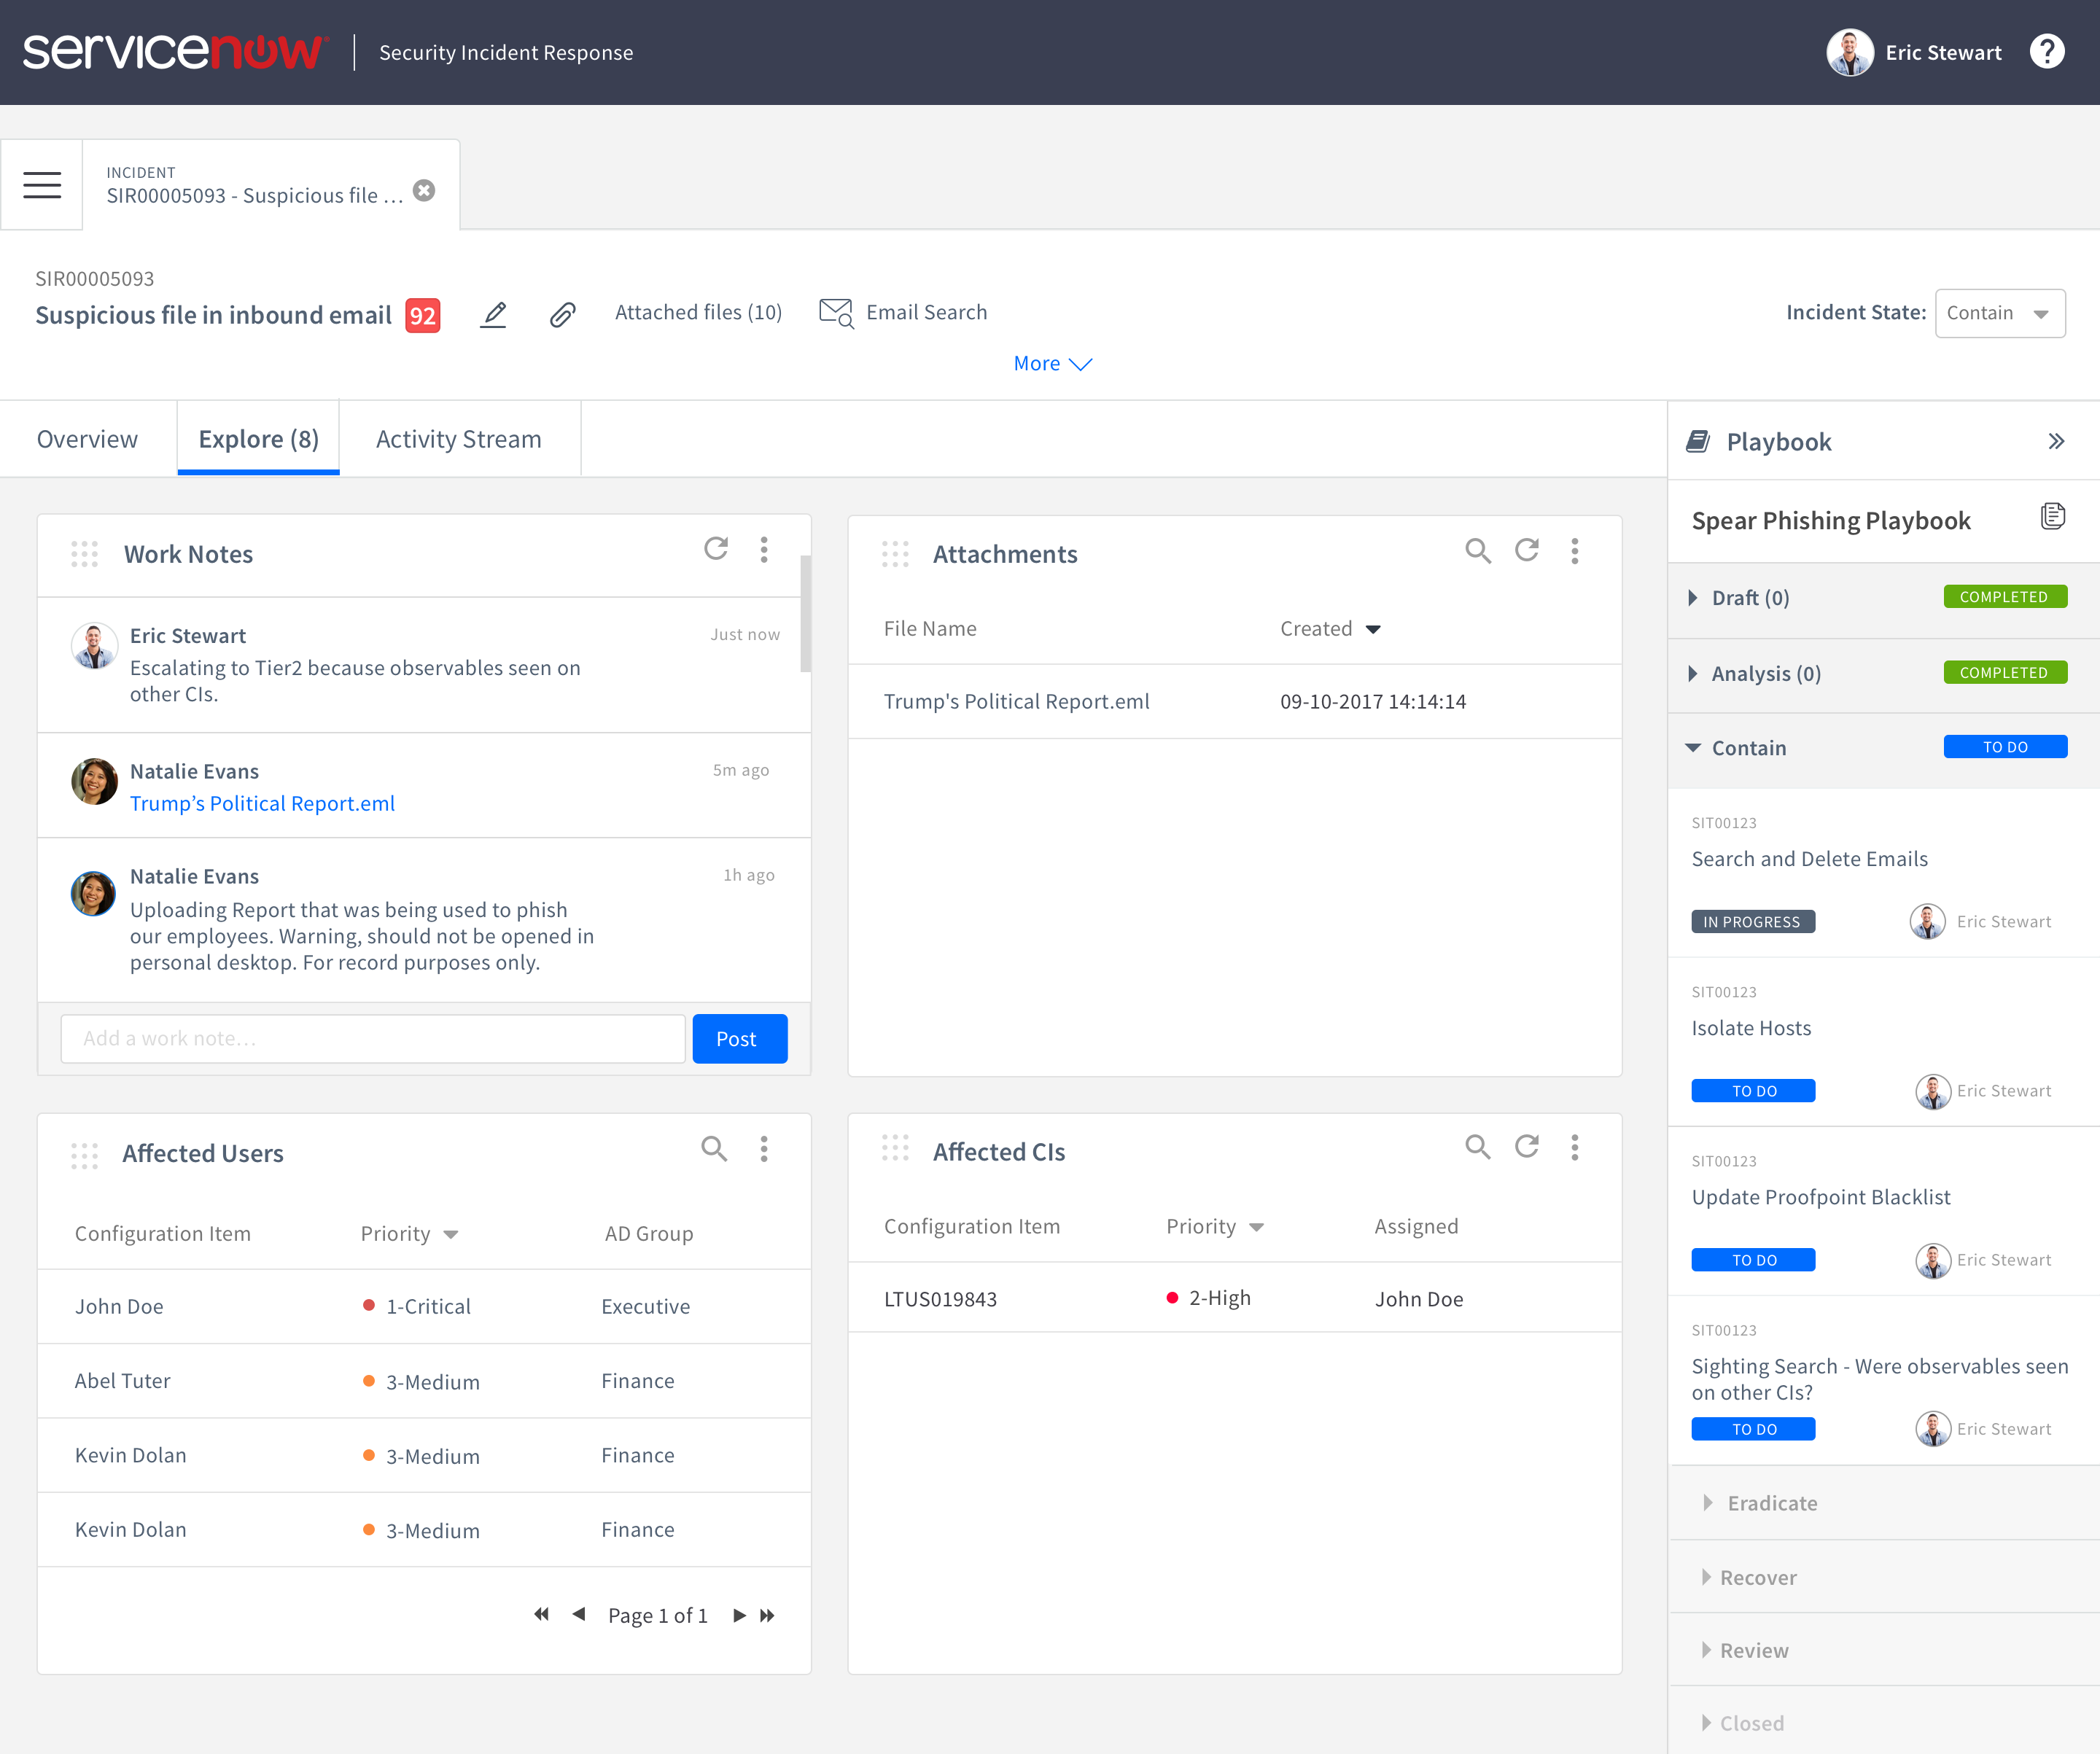 servicenow
Security Incident Response
Eric Stewart
?
INCIDENT
SIR00005093 - Suspicious file ...
SIR00005093
Suspicious file in inbound email 92
Attached files (10)
Email Search
Incident State: Contain
More
Overview
Explore (8)
Activity Stream
Work Notes
Eric Stewart
Just now
Escalating to Tier2 because observables seen on
other CIs.
Natalie Evans
5m ago
Trump’s Political Report.eml
Natalie Evans
1h ago
Uploading Report that was being used to phish
our employees. Warning, should not be opened in
personal desktop. For record purposes only.
Add a work note...
Post
Attachments
File Name Created
Trump's Political Report.eml 09-10-2017 14:14:14
Affected Users
Configuration Item Priority AD Group
John Doe 1-Critical Executive
Abel Tuter 3-Medium Finance
Kevin Dolan 3-Medium Finance
Kevin Dolan 3-Medium Finance
Page 1 of 1
Affected CIs
Configuration Item Priority Assigned
LTUS019843 2-High John Doe
Playbook
Spear Phishing Playbook
Draft (0) COMPLETED
Analysis (0) COMPLETED
Contain TO DO
SIT00123
Search and Delete Emails
IN PROGRESS Eric Stewart
SIT00123
Isolate Hosts
TO DO Eric Stewart
SIT00123
Update Proofpoint Blacklist
TO DO Eric Stewart
SIT00123
Sighting Search - Were observables seen
on other CIs?
TO DO Eric Stewart
Eradicate
Recover
Review
Closed